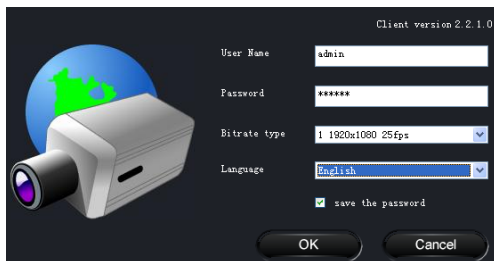 Client version 2.2.1.0
User Name admin
Password ******
Bitrate type 1 1920x1080 25fps
Language English
save the password
OK Cancel